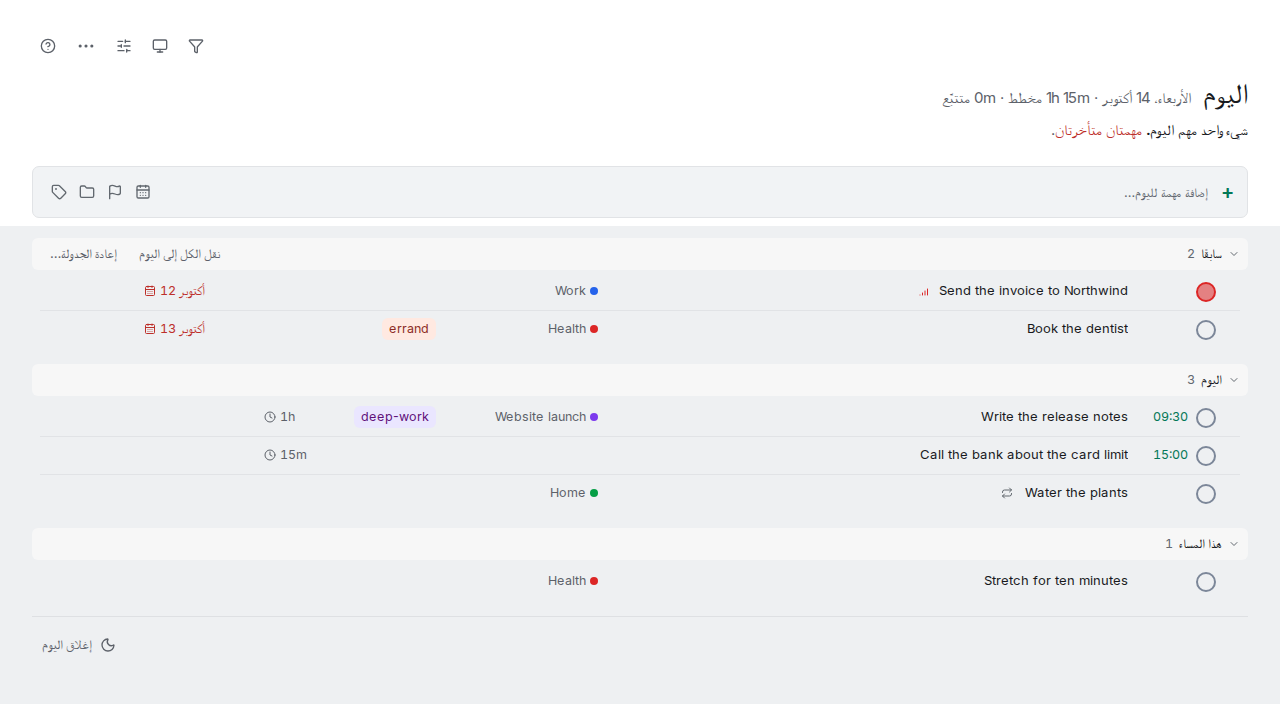 اليوم الأربعاء، 14 أكتوبر · 1h 15m مخطط · 0m متتبّع
شيء واحد مهم اليوم. مهمتان متأخرتان.
+ إضافة مهمة لليوم...
سابقًا 2 نقل الكل إلى اليوم إعادة الجدولة...
Send the invoice to Northwind Work 12 أكتوبر
Book the dentist Health errand 13 أكتوبر
اليوم 3
09:30 Write the release notes Website launch deep-work 1h
15:00 Call the bank about the card limit 15m
Water the plants Home
هذا المساء 1
Stretch for ten minutes Health
إغلاق اليوم